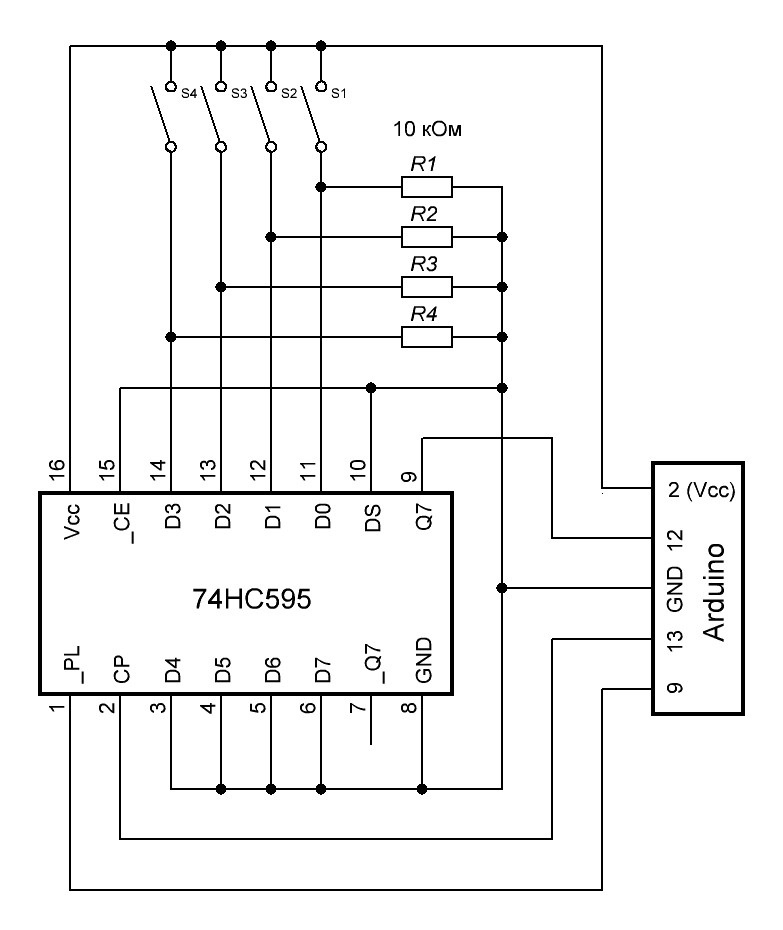 S4 S3 S2 S1
10 кОм
R1
R2
R3
R4
16 15 14 13 12 11 10 9
Vcc _CE D3 D2 D1 D0 DS Q7
74HC595
_PL CP D4 D5 D6 D7 _Q7 GND
1 2 3 4 5 6 7 8
2 (Vcc)
12
GND
13
9
Arduino